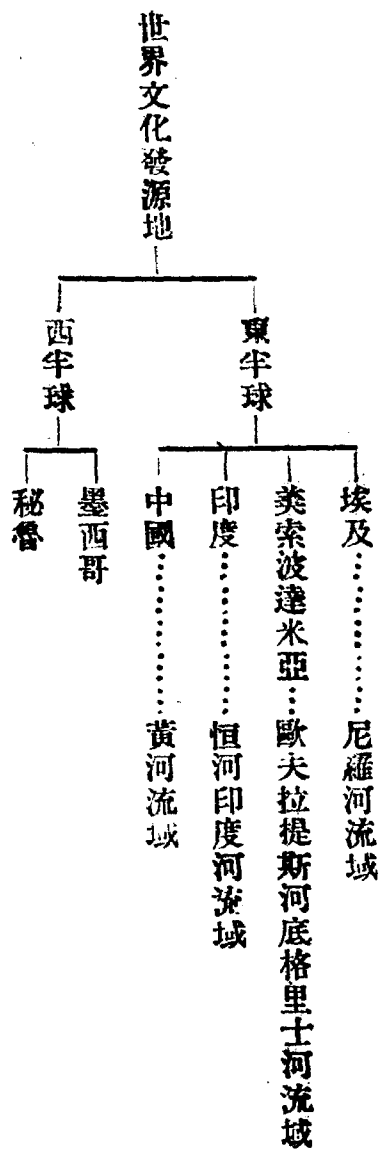 世界文化發源地
東半球
埃及………尼羅河流域
美索波達米亞…歐夫拉提斯河底格里士河流域
印度………恒河印度河流域
中國………黃河流域
西半球
墨西哥
秘魯